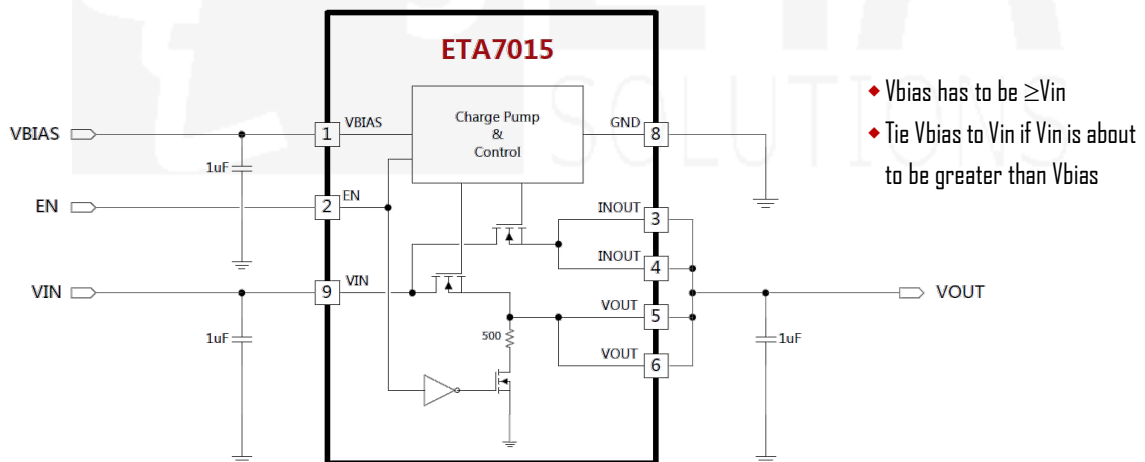 ETA7015
SOLUTIONS
◆ Vbias has to be ≥Vin
◆ Tie Vbias to Vin if Vin is about
to be greater than Vbias
VBIAS
1
VBIAS
Charge Pump
&
Control
GND
8
1uF
EN
2
EN
INOUT
3
INOUT
4
VIN
9
VIN
VOUT
5
VOUT
500
1uF
VOUT
6
1uF